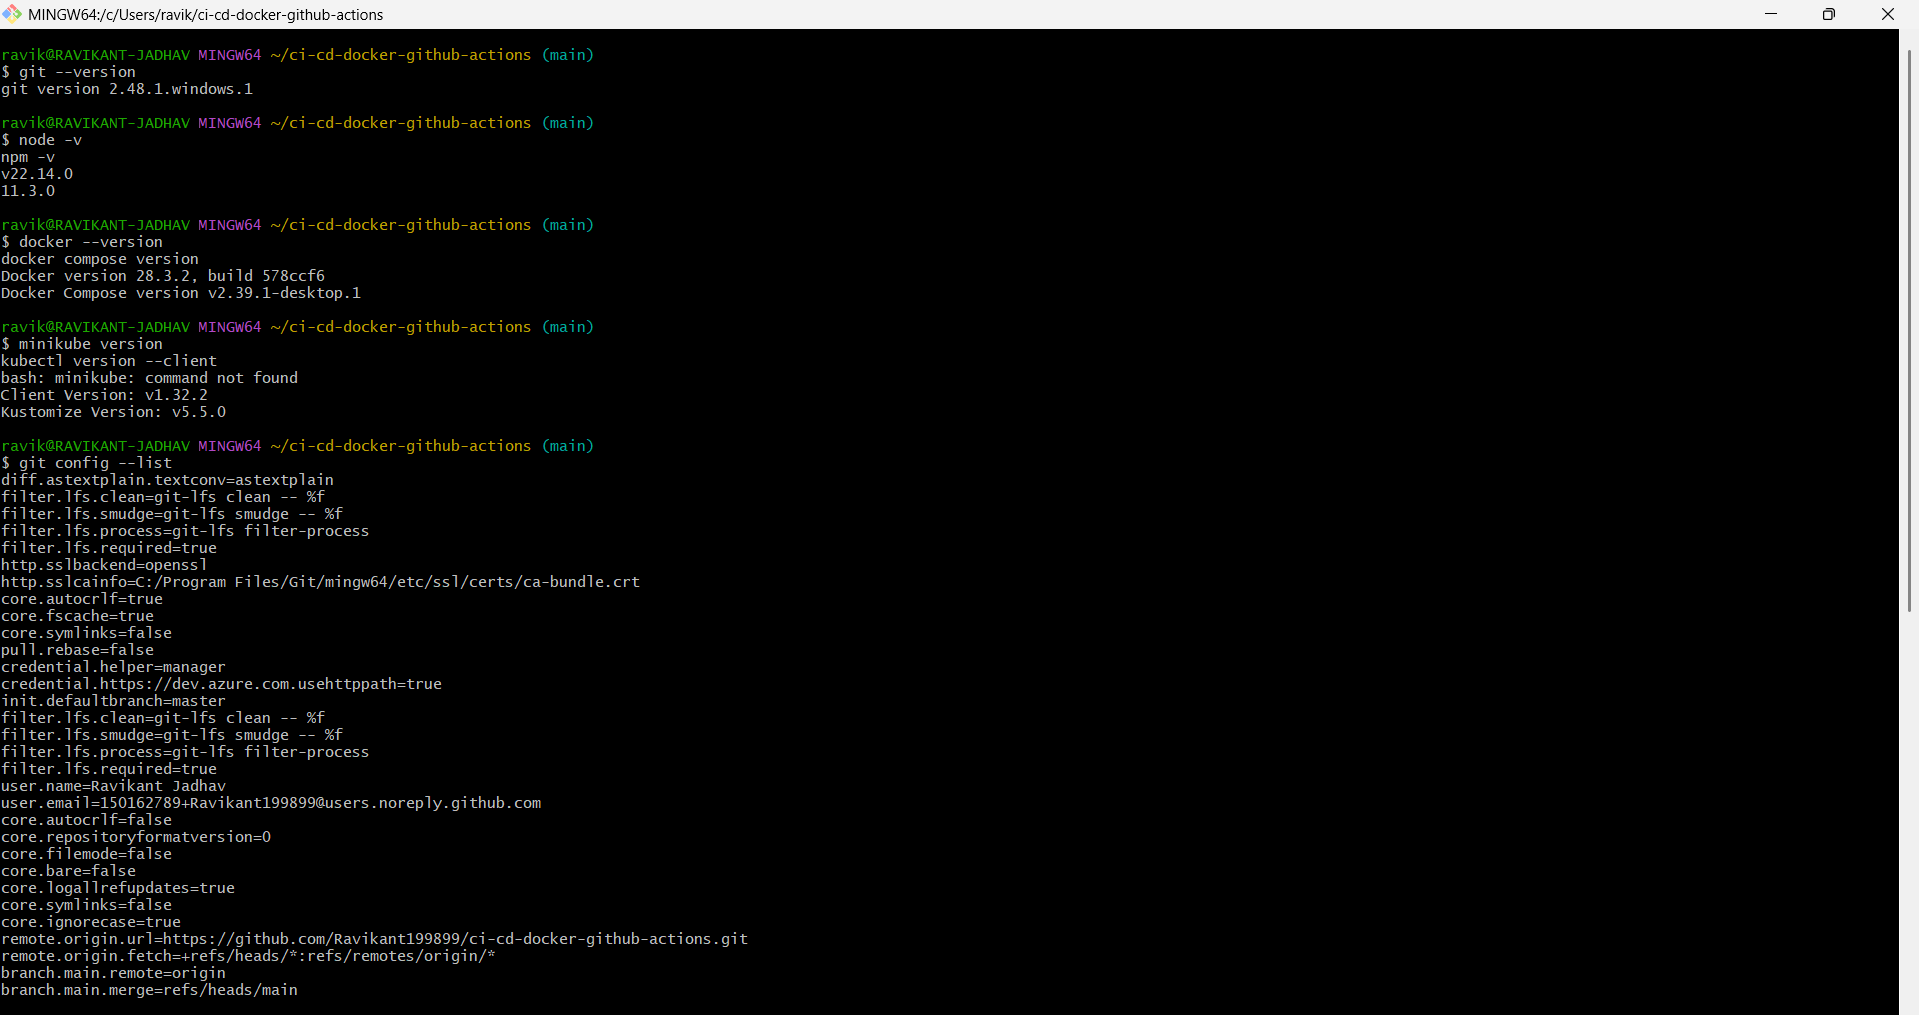 MINGW64:/c/Users/ravik/ci-cd-docker-github-actions
ravik@RAVIKANT-JADHAV MINGW64 ~/ci-cd-docker-github-actions (main)
$ git --version
git version 2.48.1.windows.1
ravik@RAVIKANT-JADHAV MINGW64 ~/ci-cd-docker-github-actions (main)
$ node -v
npm -v
v22.14.0
11.3.0
ravik@RAVIKANT-JADHAV MINGW64 ~/ci-cd-docker-github-actions (main)
$ docker --version
docker compose version
Docker version 28.3.2, build 578ccf6
Docker Compose version v2.39.1-desktop.1
ravik@RAVIKANT-JADHAV MINGW64 ~/ci-cd-docker-github-actions (main)
$ minikube version
kubectl version --client
bash: minikube: command not found
Client Version: v1.32.2
Kustomize Version: v5.5.0
ravik@RAVIKANT-JADHAV MINGW64 ~/ci-cd-docker-github-actions (main)
$ git config --list
diff.astextplain.textconv=astextplain
filter.lfs.clean=git-lfs clean -- %f
filter.lfs.smudge=git-lfs smudge -- %f
filter.lfs.process=git-lfs filter-process
filter.lfs.required=true
http.sslbackend=openssl
http.sslcainfo=C:/Program Files/Git/mingw64/etc/ssl/certs/ca-bundle.crt
core.autocrlf=true
core.fscache=true
core.symlinks=false
pull.rebase=false
credential.helper=manager
credential.https://dev.azure.com.usehttppath=true
init.defaultbranch=master
filter.lfs.clean=git-lfs clean -- %f
filter.lfs.smudge=git-lfs smudge -- %f
filter.lfs.process=git-lfs filter-process
filter.lfs.required=true
user.name=Ravikant Jadhav
user.email=150162789+Ravikant199899@users.noreply.github.com
core.autocrlf=false
core.repositoryformatversion=0
core.filemode=false
core.bare=false
core.logallrefupdates=true
core.symlinks=false
core.ignorecase=true
remote.origin.url=https://github.com/Ravikant199899/ci-cd-docker-github-actions.git
remote.origin.fetch=+refs/heads/*:refs/remotes/origin/*
branch.main.remote=origin
branch.main.merge=refs/heads/main